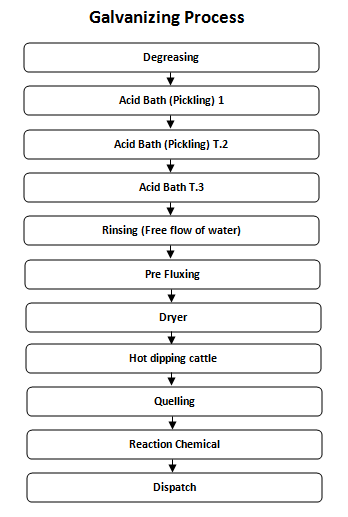 Galvanizing Process
Degreasing
Acid Bath (Pickling) 1
Acid Bath (Pickling) T.2
Acid Bath T.3
Rinsing (Free flow of water)
Pre Fluxing
Dryer
Hot dipping cattle
Quelling
Reaction Chemical
Dispatch